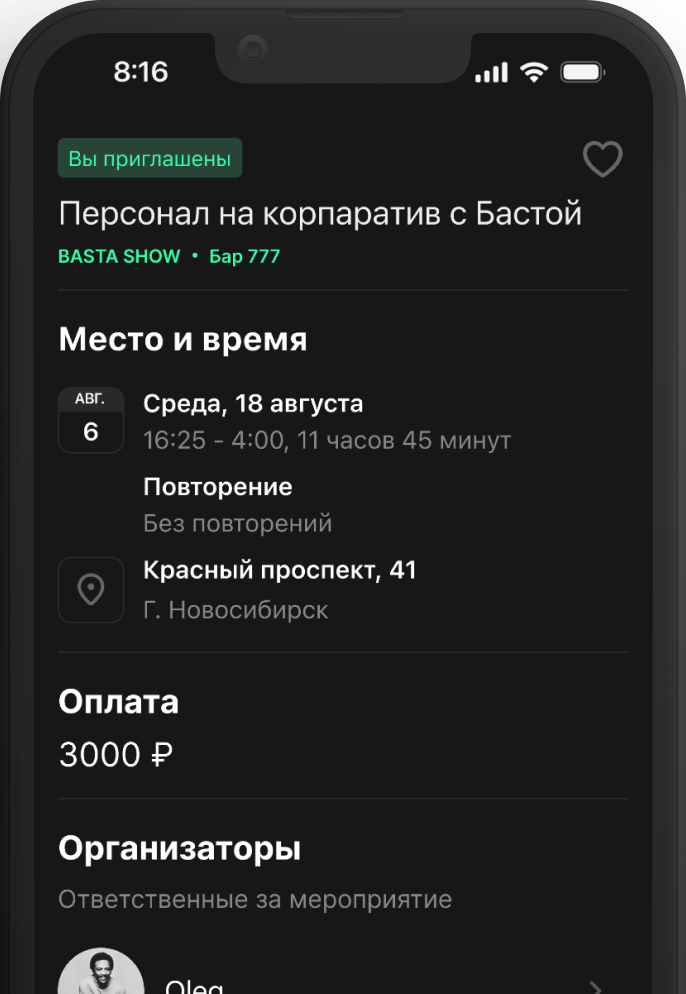 8:16
Вы приглашены
Персонал на корпаратив с Бастой
BASTA SHOW • Бар 777
Место и время
АВГ.
6
Среда, 18 августа
16:25 - 4:00, 11 часов 45 минут
Повторение
Без повторений
Красный проспект, 41
Г. Новосибирск
Оплата
3000 ₽
Организаторы
Ответственные за мероприятие
Oleg